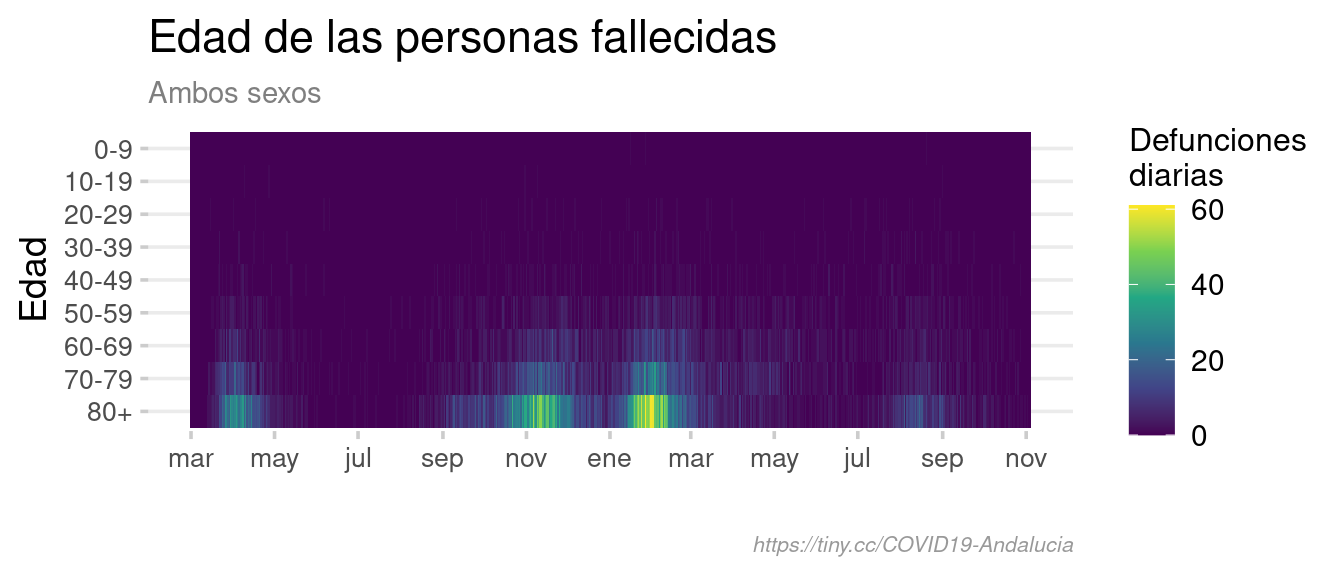 Edad de las personas fallecidas
Ambos sexos
Edad
0-9
10-19
20-29
30-39
40-49
50-59
60-69
70-79
80+
mar may jul sep nov ene mar may jul sep nov
Defunciones
diarias
60
40
20
0
https://tiny.cc/COVID19-Andalucia